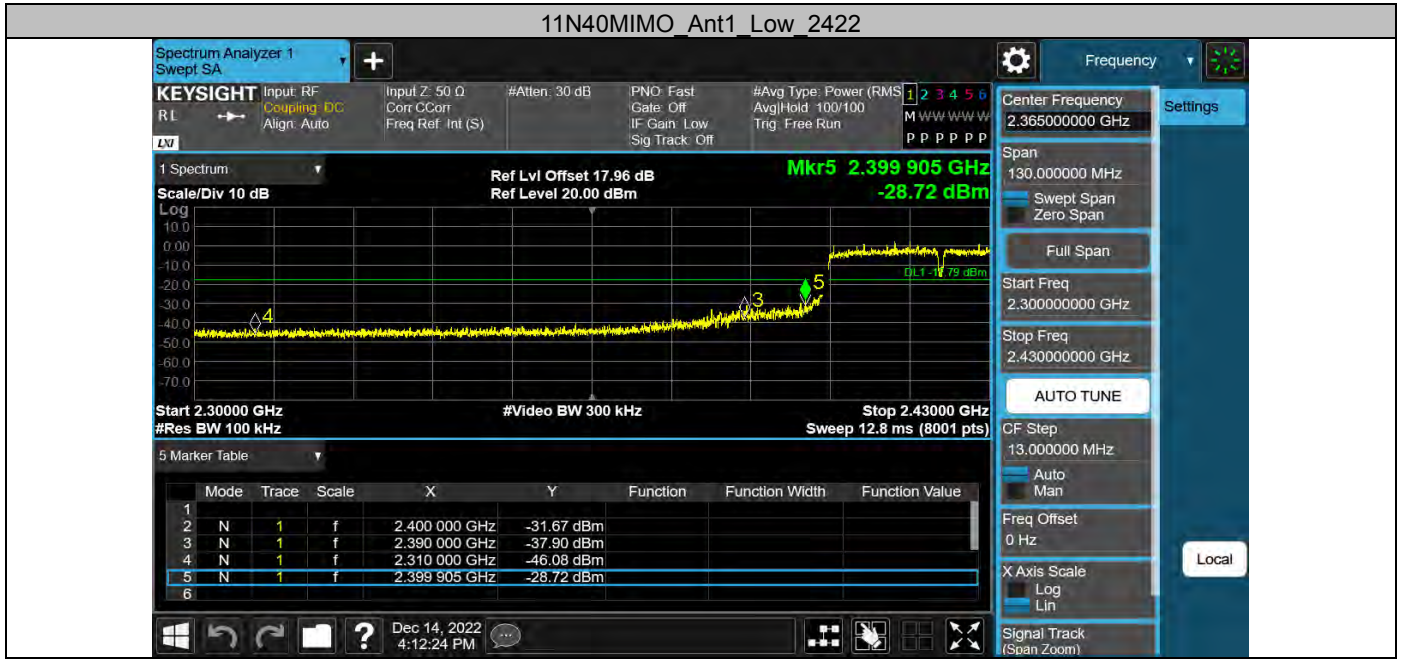 11N40MIMO_Ant1_Low_2422
Spectrum Analyzer 1
Swept SA
+
Frequency
KEYSIGHT
RL
LXI
Input: RF
Coupling: DC
Align: Auto
Input Z: 50 Ω
Corr CCorr
Freq Ref: Int (S)
#Atten: 30 dB
PNO: Fast
Gate: Off
IF Gain: Low
Sig Track: Off
#Avg Type: Power (RMS
Avg|Hold: 100/100
Trig: Free Run
1 2 3 4 5 6
M W W W W W
P P P P P P
Center Frequency
2.365000000 GHz
Settings
1 Spectrum
Scale/Div 10 dB
Ref Lvl Offset 17.96 dB
Ref Level 20.00 dBm
Mkr5 2.399 905 GHz
-28.72 dBm
Span
130.000000 MHz
Swept Span
Zero Span
Full Span
Start Freq
2.300000000 GHz
Stop Freq
2.430000000 GHz
AUTO TUNE
CF Step
13.000000 MHz
Auto
Man
Freq Offset
0 Hz
X Axis Scale
Log
Lin
Signal Track
(Span Zoom)
Local
Log
10.0
0.00
-10.0
-20.0
-30.0
-40.0
-50.0
-60.0
-70.0
4
3
5
Start 2.30000 GHz
#Res BW 100 kHz
#Video BW 300 kHz
Stop 2.43000 GHz
Sweep 12.8 ms (8001 pts)
5 Marker Table
Mode Trace Scale X Y Function Function Width Function Value
1
2 N 1 f 2.400 000 GHz -31.67 dBm
3 N 1 f 2.390 000 GHz -37.90 dBm
4 N 1 f 2.310 000 GHz -46.08 dBm
5 N 1 f 2.399 905 GHz -28.72 dBm
6
?
Dec 14, 2022
4:12:24 PM